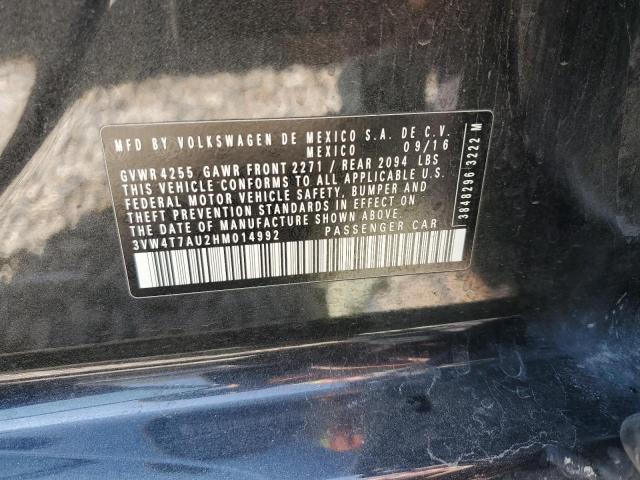 MFD BY VOLKSWAGEN DE MEXICO S.A. DE C.V.
MEXICO 09/16
GVWR 4255 GAWR FRONT 2271 / REAR 2094 LBS
THIS VEHICLE CONFORMS TO ALL APPLICABLE U.S.
FEDERAL MOTOR VEHICLE SAFETY, BUMPER AND
THEFT PREVENTION STANDARDS IN EFFECT ON
THE DATE OF MANUFACTURE SHOWN ABOVE.
3VW4T7AU2HM014992 PASSENGER CAR
3848296 3222 M